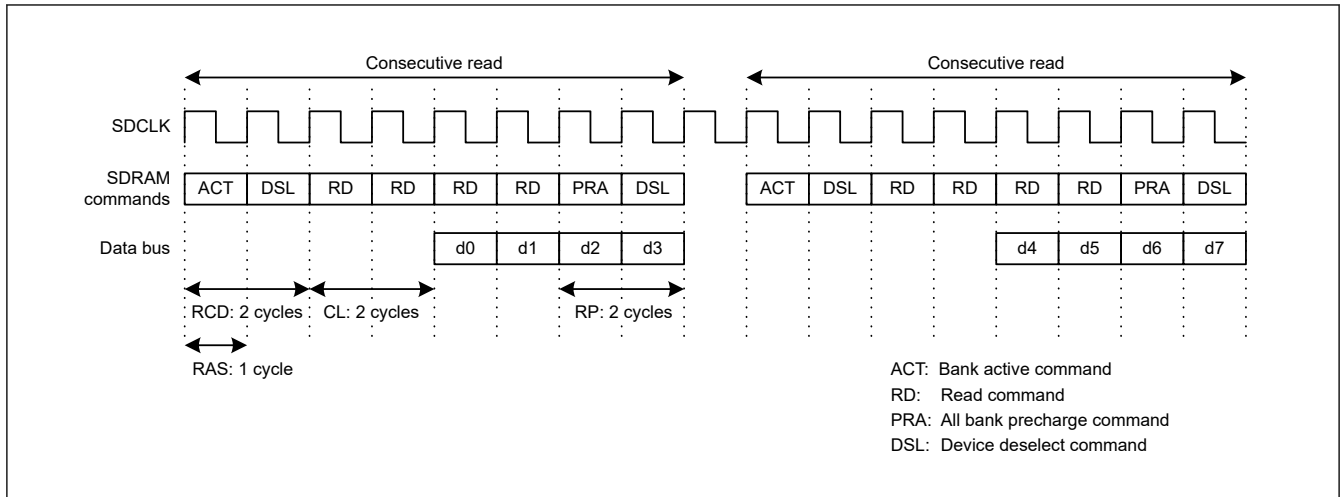 Consecutive read Consecutive read
SDCLK
SDRAM
commands
ACT DSL RD RD RD RD PRA DSL ACT DSL RD RD RD RD PRA DSL
Data bus d0 d1 d2 d3 d4 d5 d6 d7
RCD: 2 cycles CL: 2 cycles RP: 2 cycles
RAS: 1 cycle
ACT: Bank active command
RD: Read command
PRA: All bank precharge command
DSL: Device deselect command